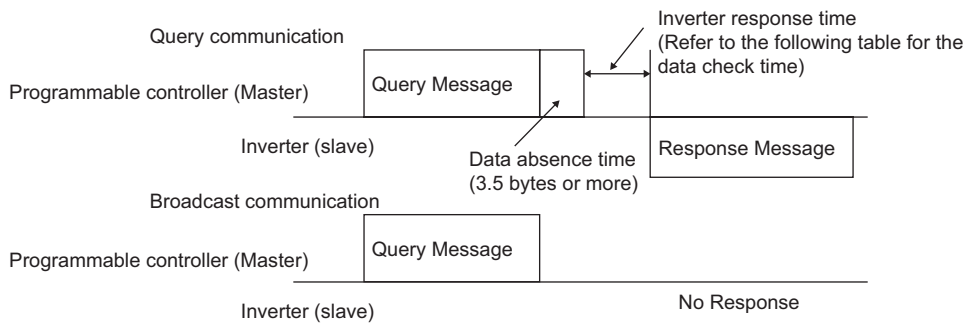 Query communication
Inverter response time
(Refer to the following table for the
data check time)
Programmable controller (Master)
Query Message
Inverter (slave)
Data absence time
(3.5 bytes or more)
Response Message
Broadcast communication
Query Message
Programmable controller (Master)
Inverter (slave)
No Response